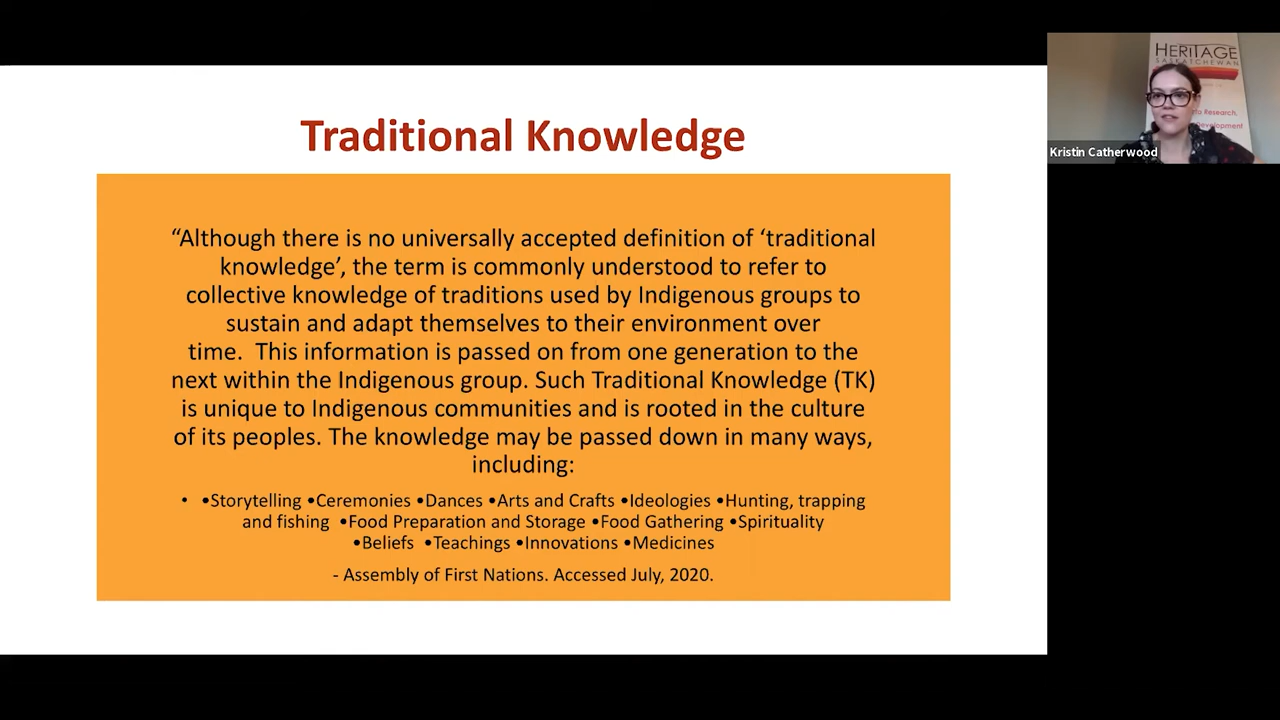 Traditional Knowledge
“Although there is no universally accepted definition of ‘traditional
knowledge’, the term is commonly understood to refer to
collective knowledge of traditions used by Indigenous groups to
sustain and adapt themselves to their environment over
time.  This information is passed on from one generation to the
next within the Indigenous group. Such Traditional Knowledge (TK)
is unique to Indigenous communities and is rooted in the culture
of its peoples. The knowledge may be passed down in many ways,
including:
• •Storytelling •Ceremonies •Dances •Arts and Crafts •Ideologies •Hunting, trapping
and fishing  •Food Preparation and Storage •Food Gathering •Spirituality
•Beliefs  •Teachings •Innovations •Medicines
- Assembly of First Nations. Accessed July, 2020.
HERITAGE
SASKATCHEWAN
Research,
Development
Kristin Catherwood